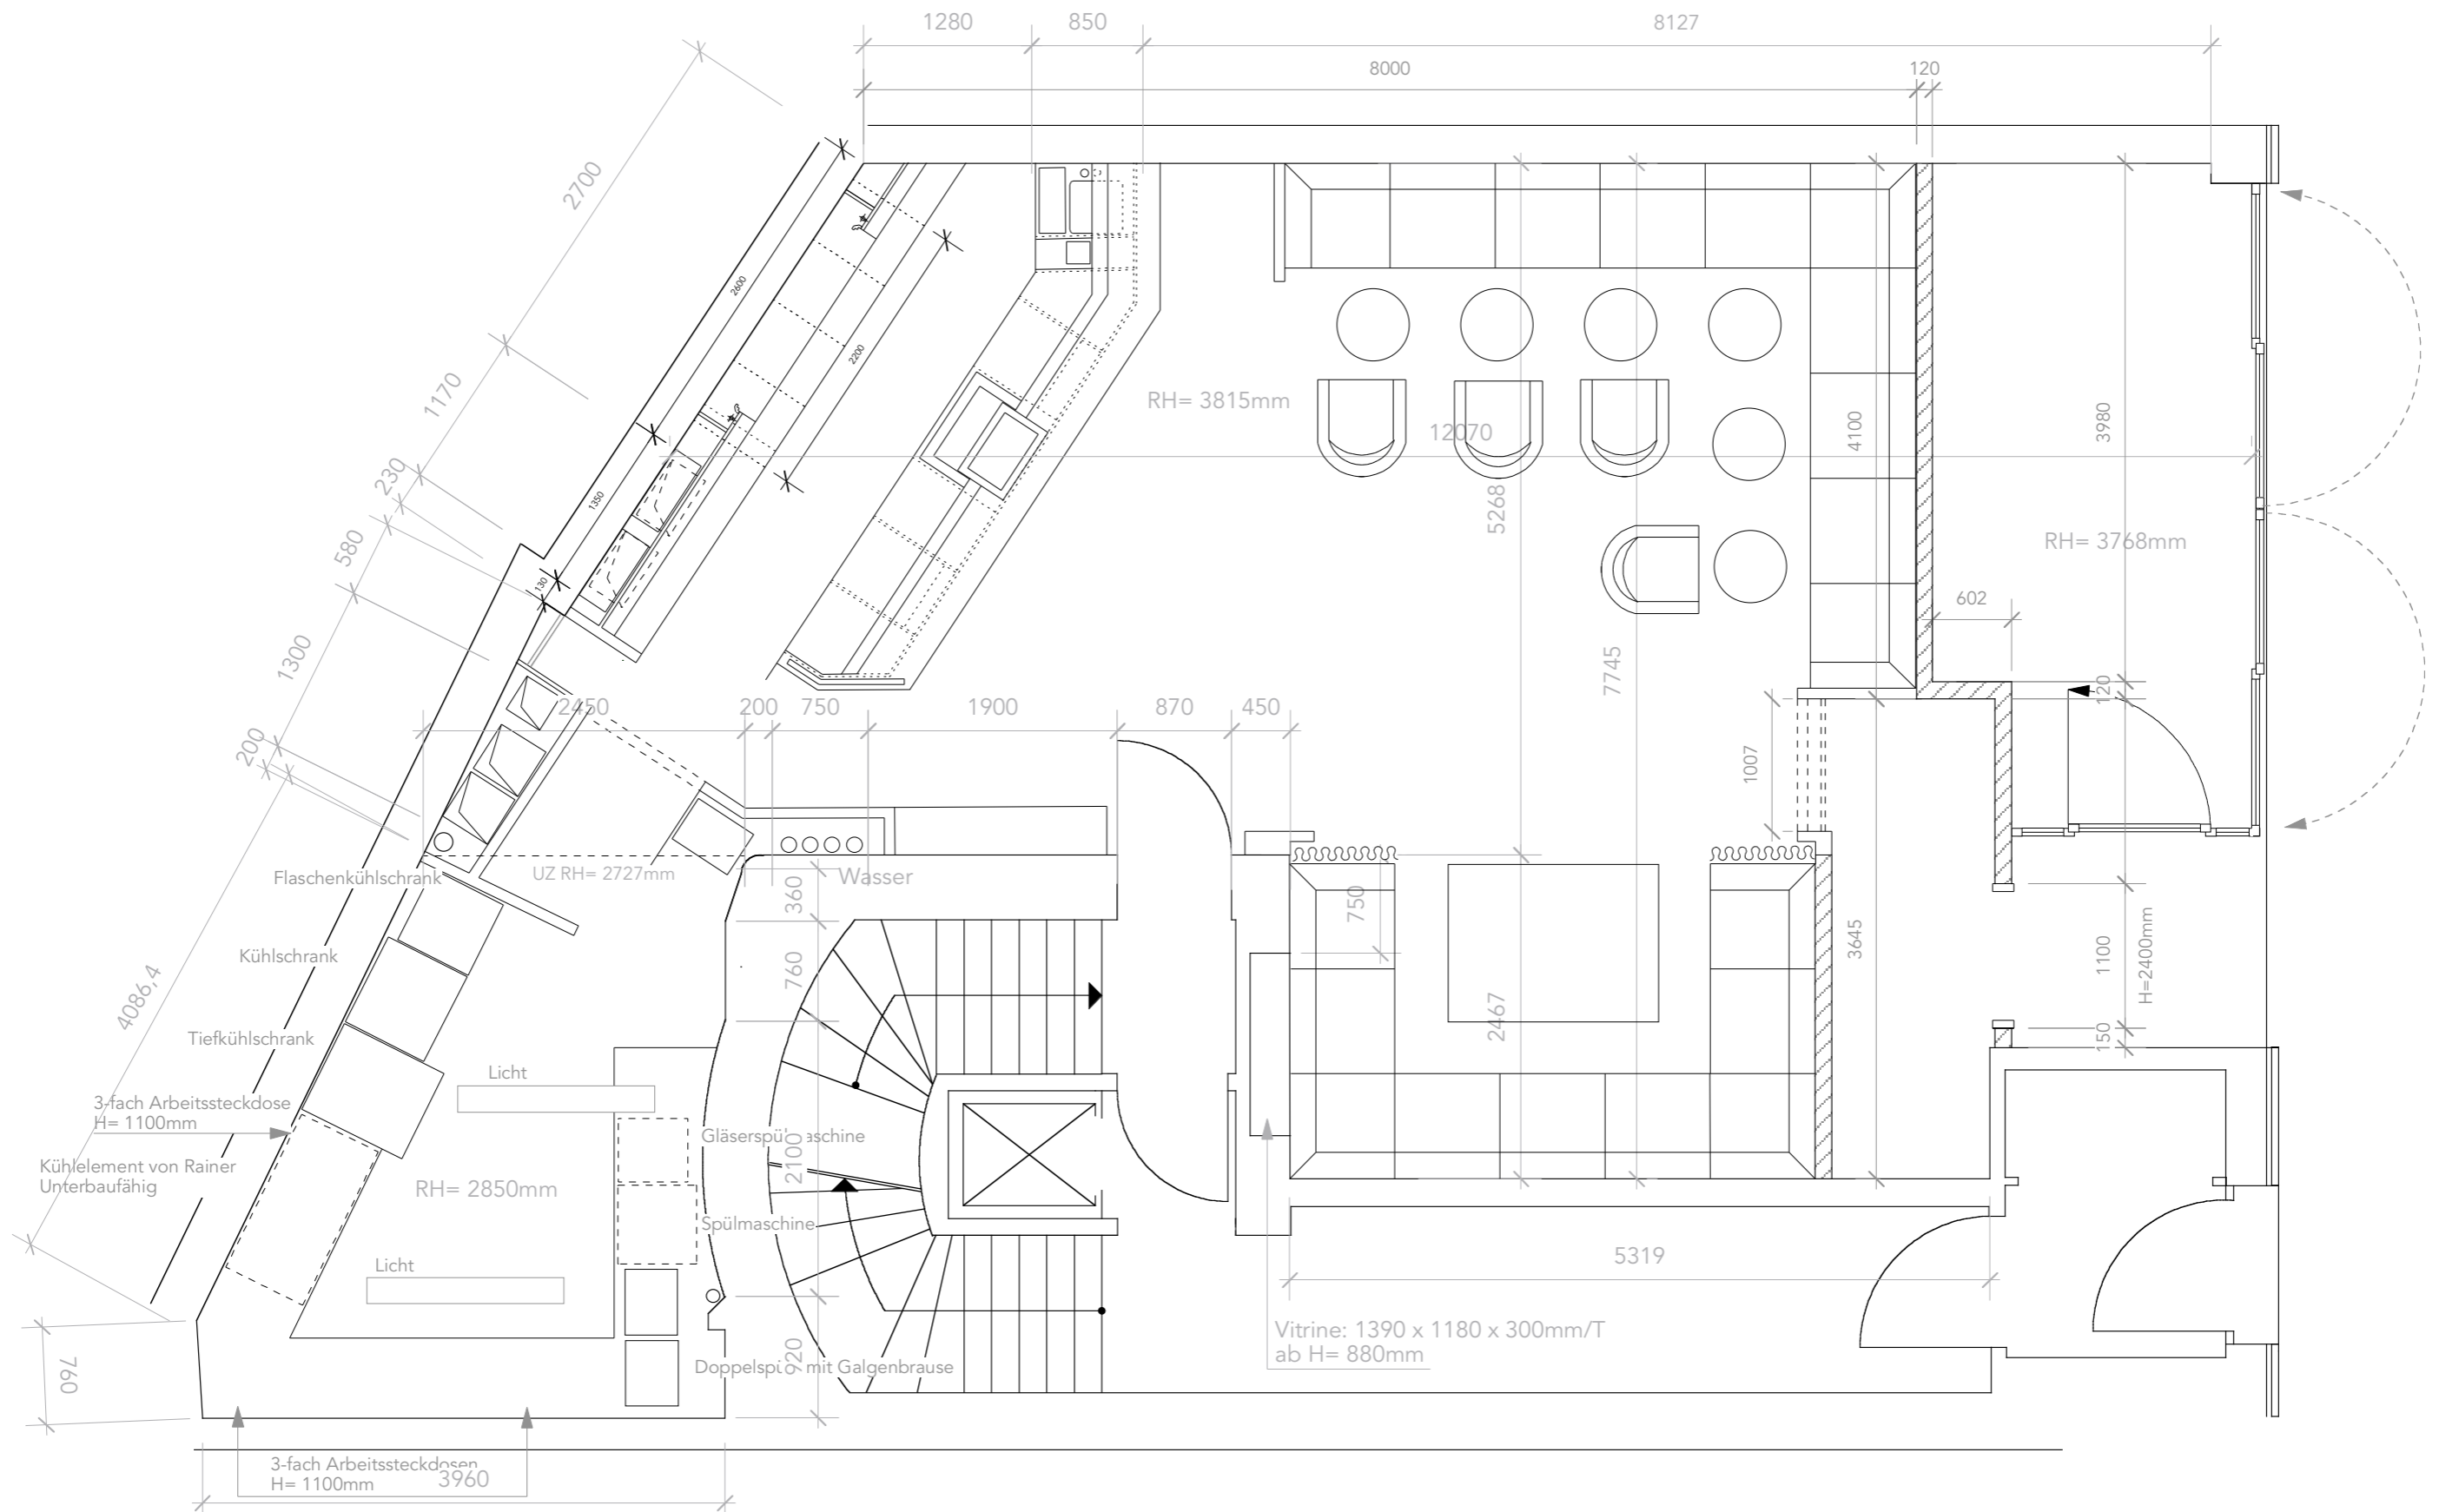 1280
850
8127
8000
120
2700
2600
2200
1170
1350
230
580
130
1300
200
4086,4
760
RH= 3815mm
12070
5268
7745
4100
3980
RH= 3768mm
602
120
2450
200
750
1900
870
450
1007
Flaschenkühlschrank
UZ RH= 2727mm
Wasser
360
750
3645
1100
H=2400mm
150
Kühlschrank
760
2467
Tiefkühlschrank
Licht
3-fach Arbeitssteckdose
H= 1100mm
Kühlelement von Rainer
Unterbaufähig
RH= 2850mm
2100
Spülmaschine
Licht
5319
Vitrine: 1390 x 1180 x 300mm/T
ab H= 880mm
920
mit Galgenbrause
3-fach Arbeitssteckdosen
H= 1100mm
3960